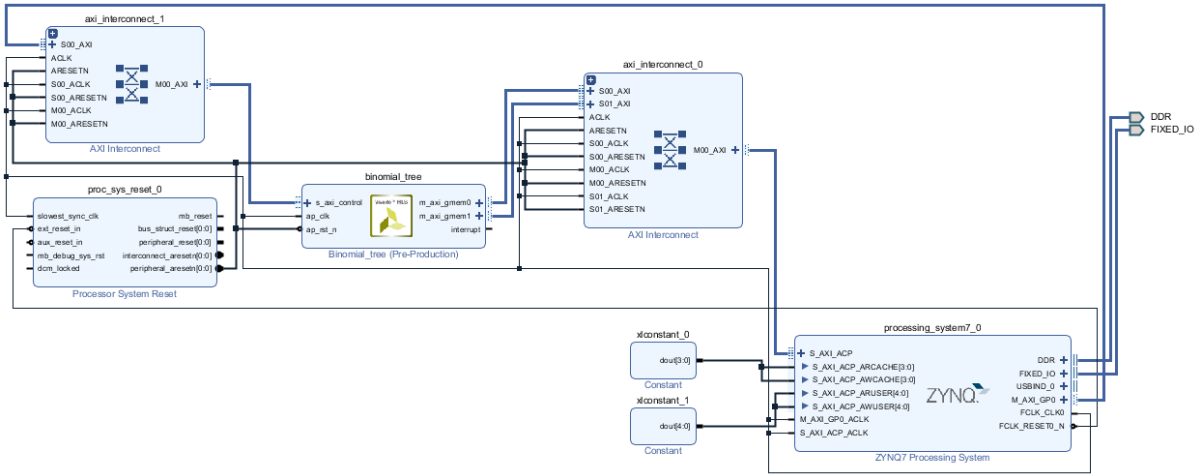 axi_interconnect_1
S00_AXI
ACLK
ARESETN
S00_ACLK
M00_AXI
S00_ARESETN
M00_ACLK
M00_ARESETN
AXI Interconnect
axi_interconnect_0
S00_AXI
S01_AXI
ACLK
ARESETN
S00_ACLK
M00_AXI
S00_ARESETN
M00_ACLK
M00_ARESETN
S01_ACLK
S01_ARESETN
AXI Interconnect
DDR
FIXED_IO
proc_sys_reset_0
slowest_sync_clk
mb_reset
ext_reset_in
bus_struct_reset[0:0]
aux_reset_in
peripheral_reset[0:0]
mb_debug_sys_rst
interconnect_aresetn[0:0]
dcm_locked
peripheral_aresetn[0:0]
Processor System Reset
binomial_tree
s_axi_control
m_axi_gmem0
ap_clk
m_axi_gmem1
ap_rst_n
interrupt
Binomial_tree (Pre-Production)
xlconstant_0
dout[3:0]
Constant
xlconstant_1
dout[4:0]
Constant
processing_system7_0
S_AXI_ACP
DDR
S_AXI_ACP_ARCACHE[3:0]
FIXED_IO
S_AXI_ACP_AWCACHE[3:0]
USBIND_0
S_AXI_ACP_ARUSER[4:0]
M_AXI_GP0
S_AXI_ACP_AWUSER[4:0]
FCLK_CLK0
M_AXI_GP0_ACLK
FCLK_RESET0_N
S_AXI_ACP_ACLK
ZYNQ
ZYNQ7 Processing System